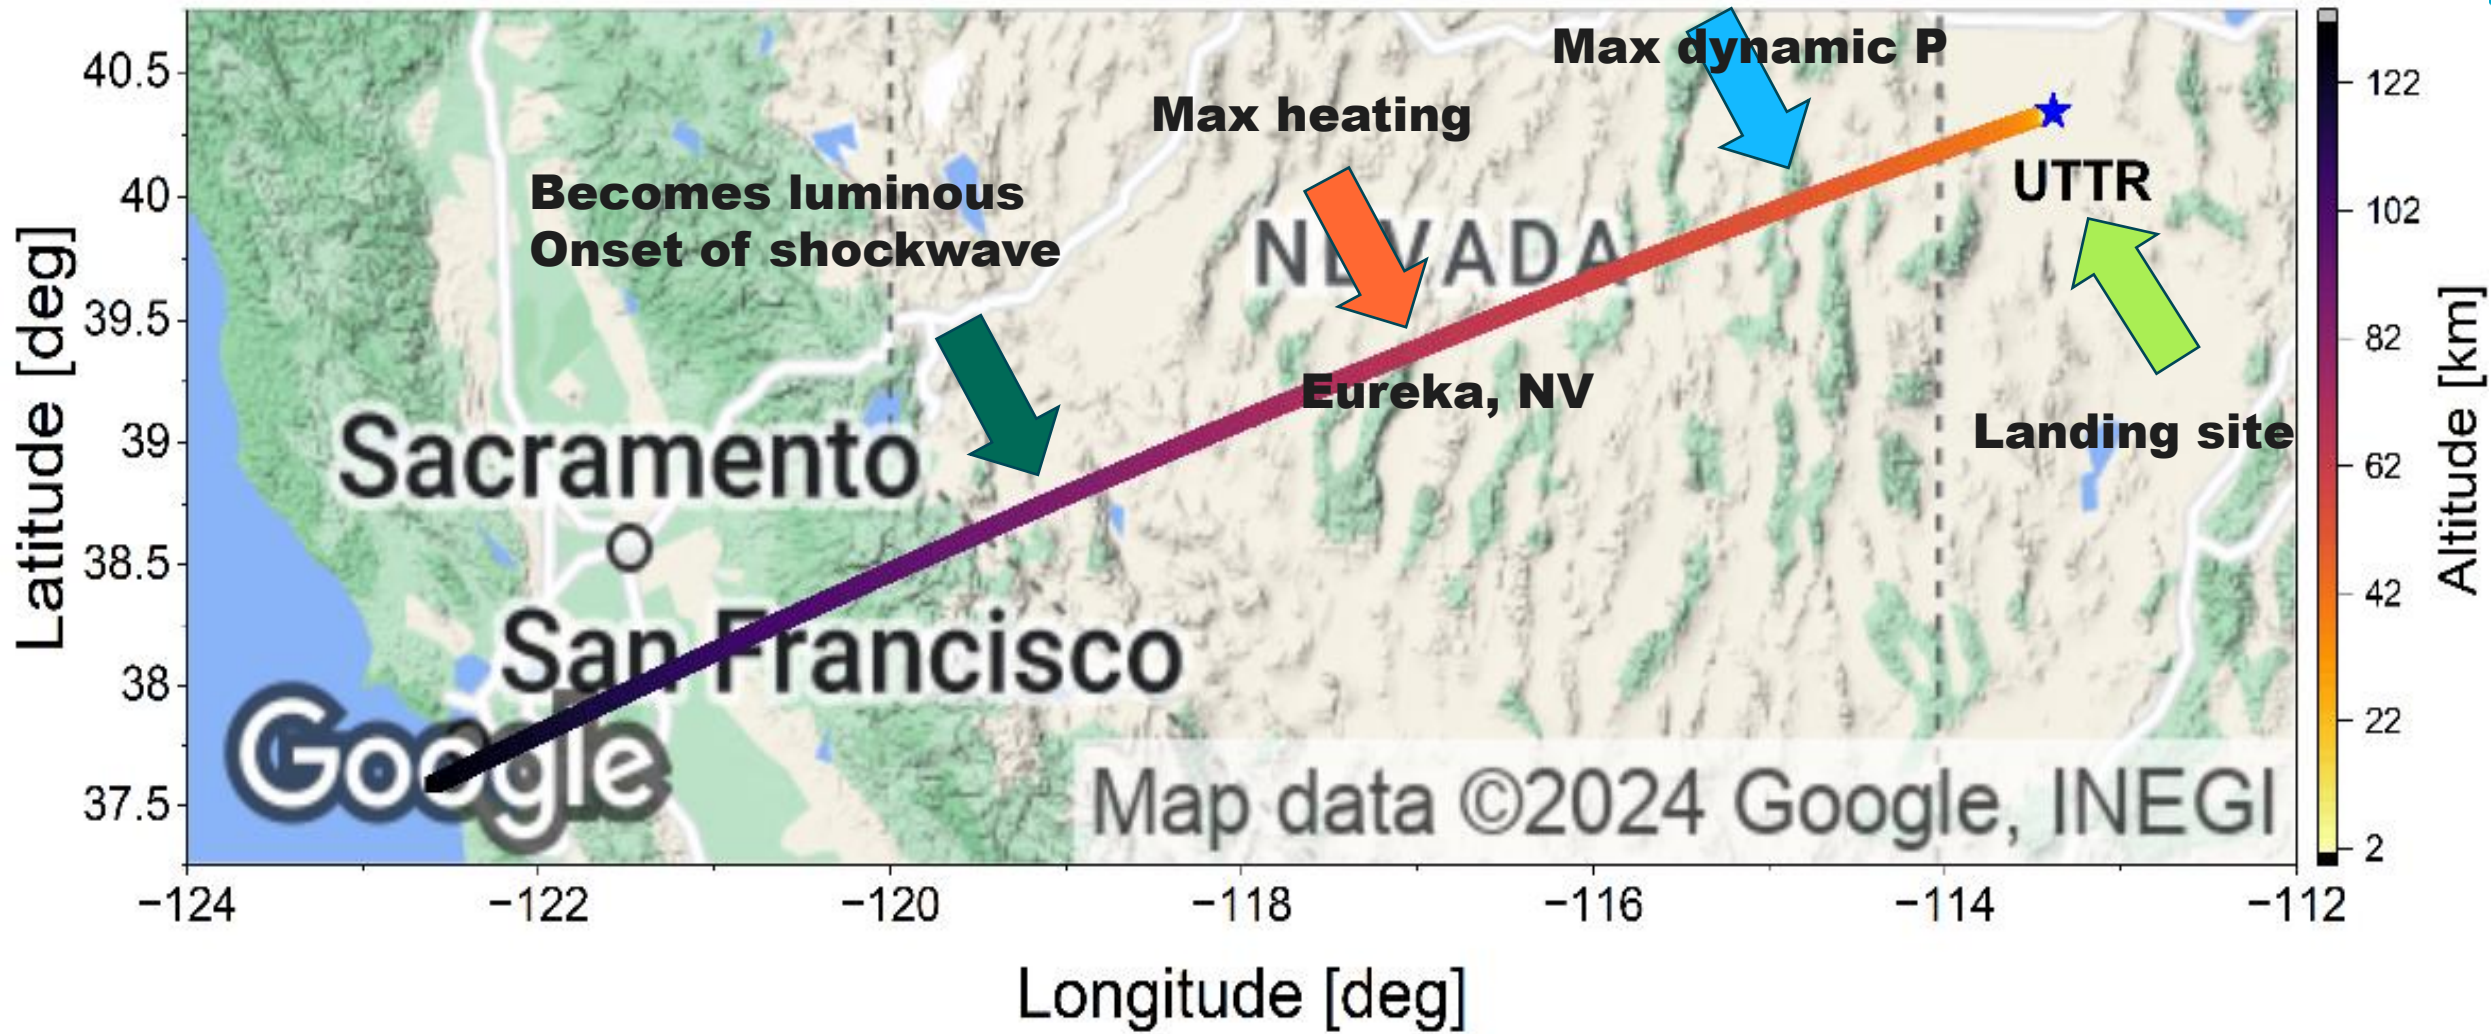 Max dynamic P
Max heating
Becomes luminous
Onset of shockwave
NEVADA
UTTR
Eureka, NV
Landing site
Sacramento
San Francisco
Google
Map data ©2024 Google, INEGI
Latitude [deg]
40.5
40
39.5
39
38.5
38
37.5
−124
−122
−120
−118
−116
−114
−112
Longitude [deg]
122
102
82
62
42
22
2
Altitude [km]